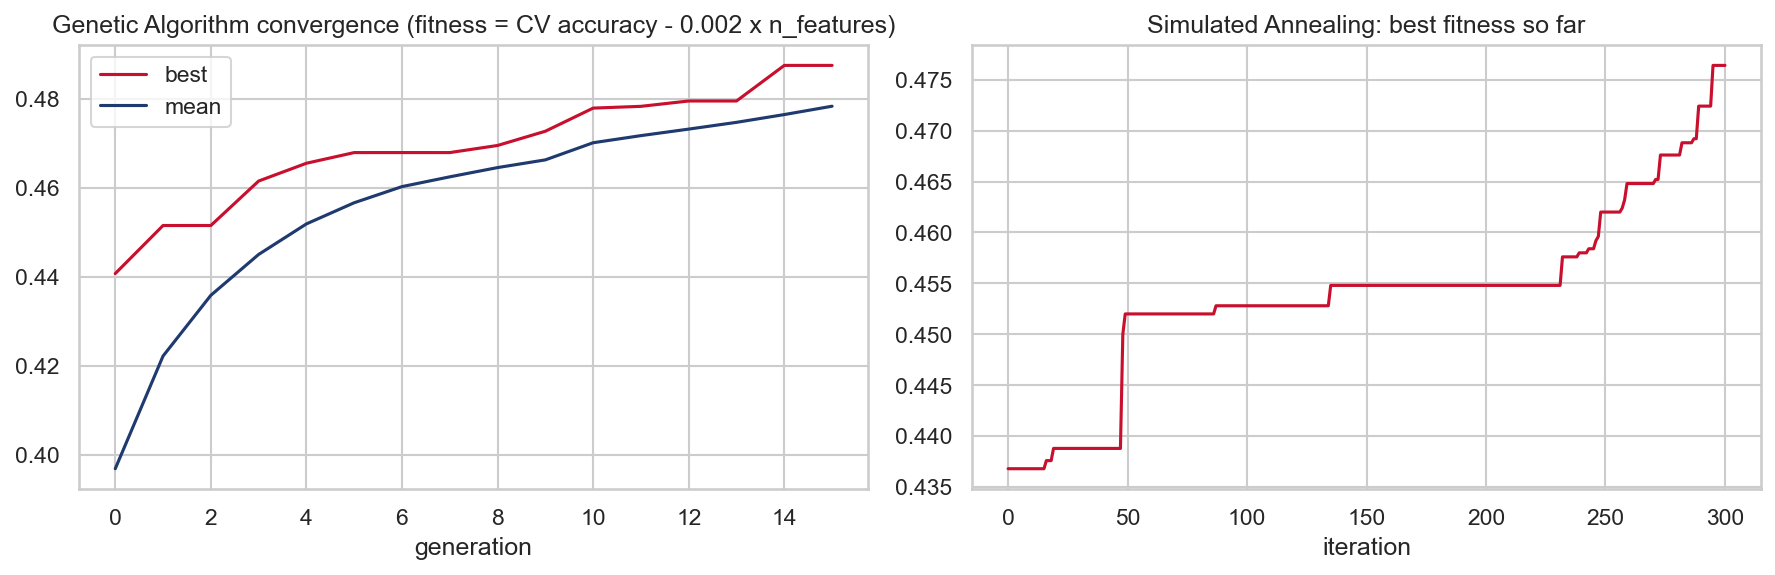 Genetic Algorithm convergence (fitness = CV accuracy - 0.002 x n_features)
best
mean
0.48
0.46
0.44
0.42
0.40
0 2 4 6 8 10 12 14
generation
Simulated Annealing: best fitness so far
0.475
0.470
0.465
0.460
0.455
0.450
0.445
0.440
0.435
0 50 100 150 200 250 300
iteration